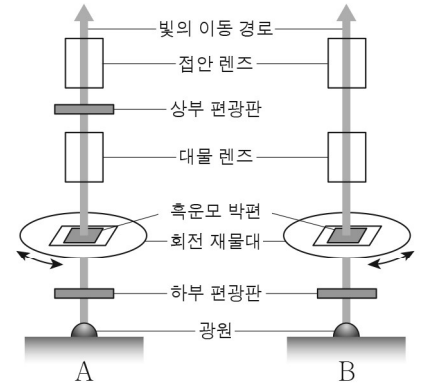 빛의 이동 경로
접안 렌즈
상부 편광판
대물 렌즈
흑운모 박편
회전 재물대
하부 편광판
광원
A
B